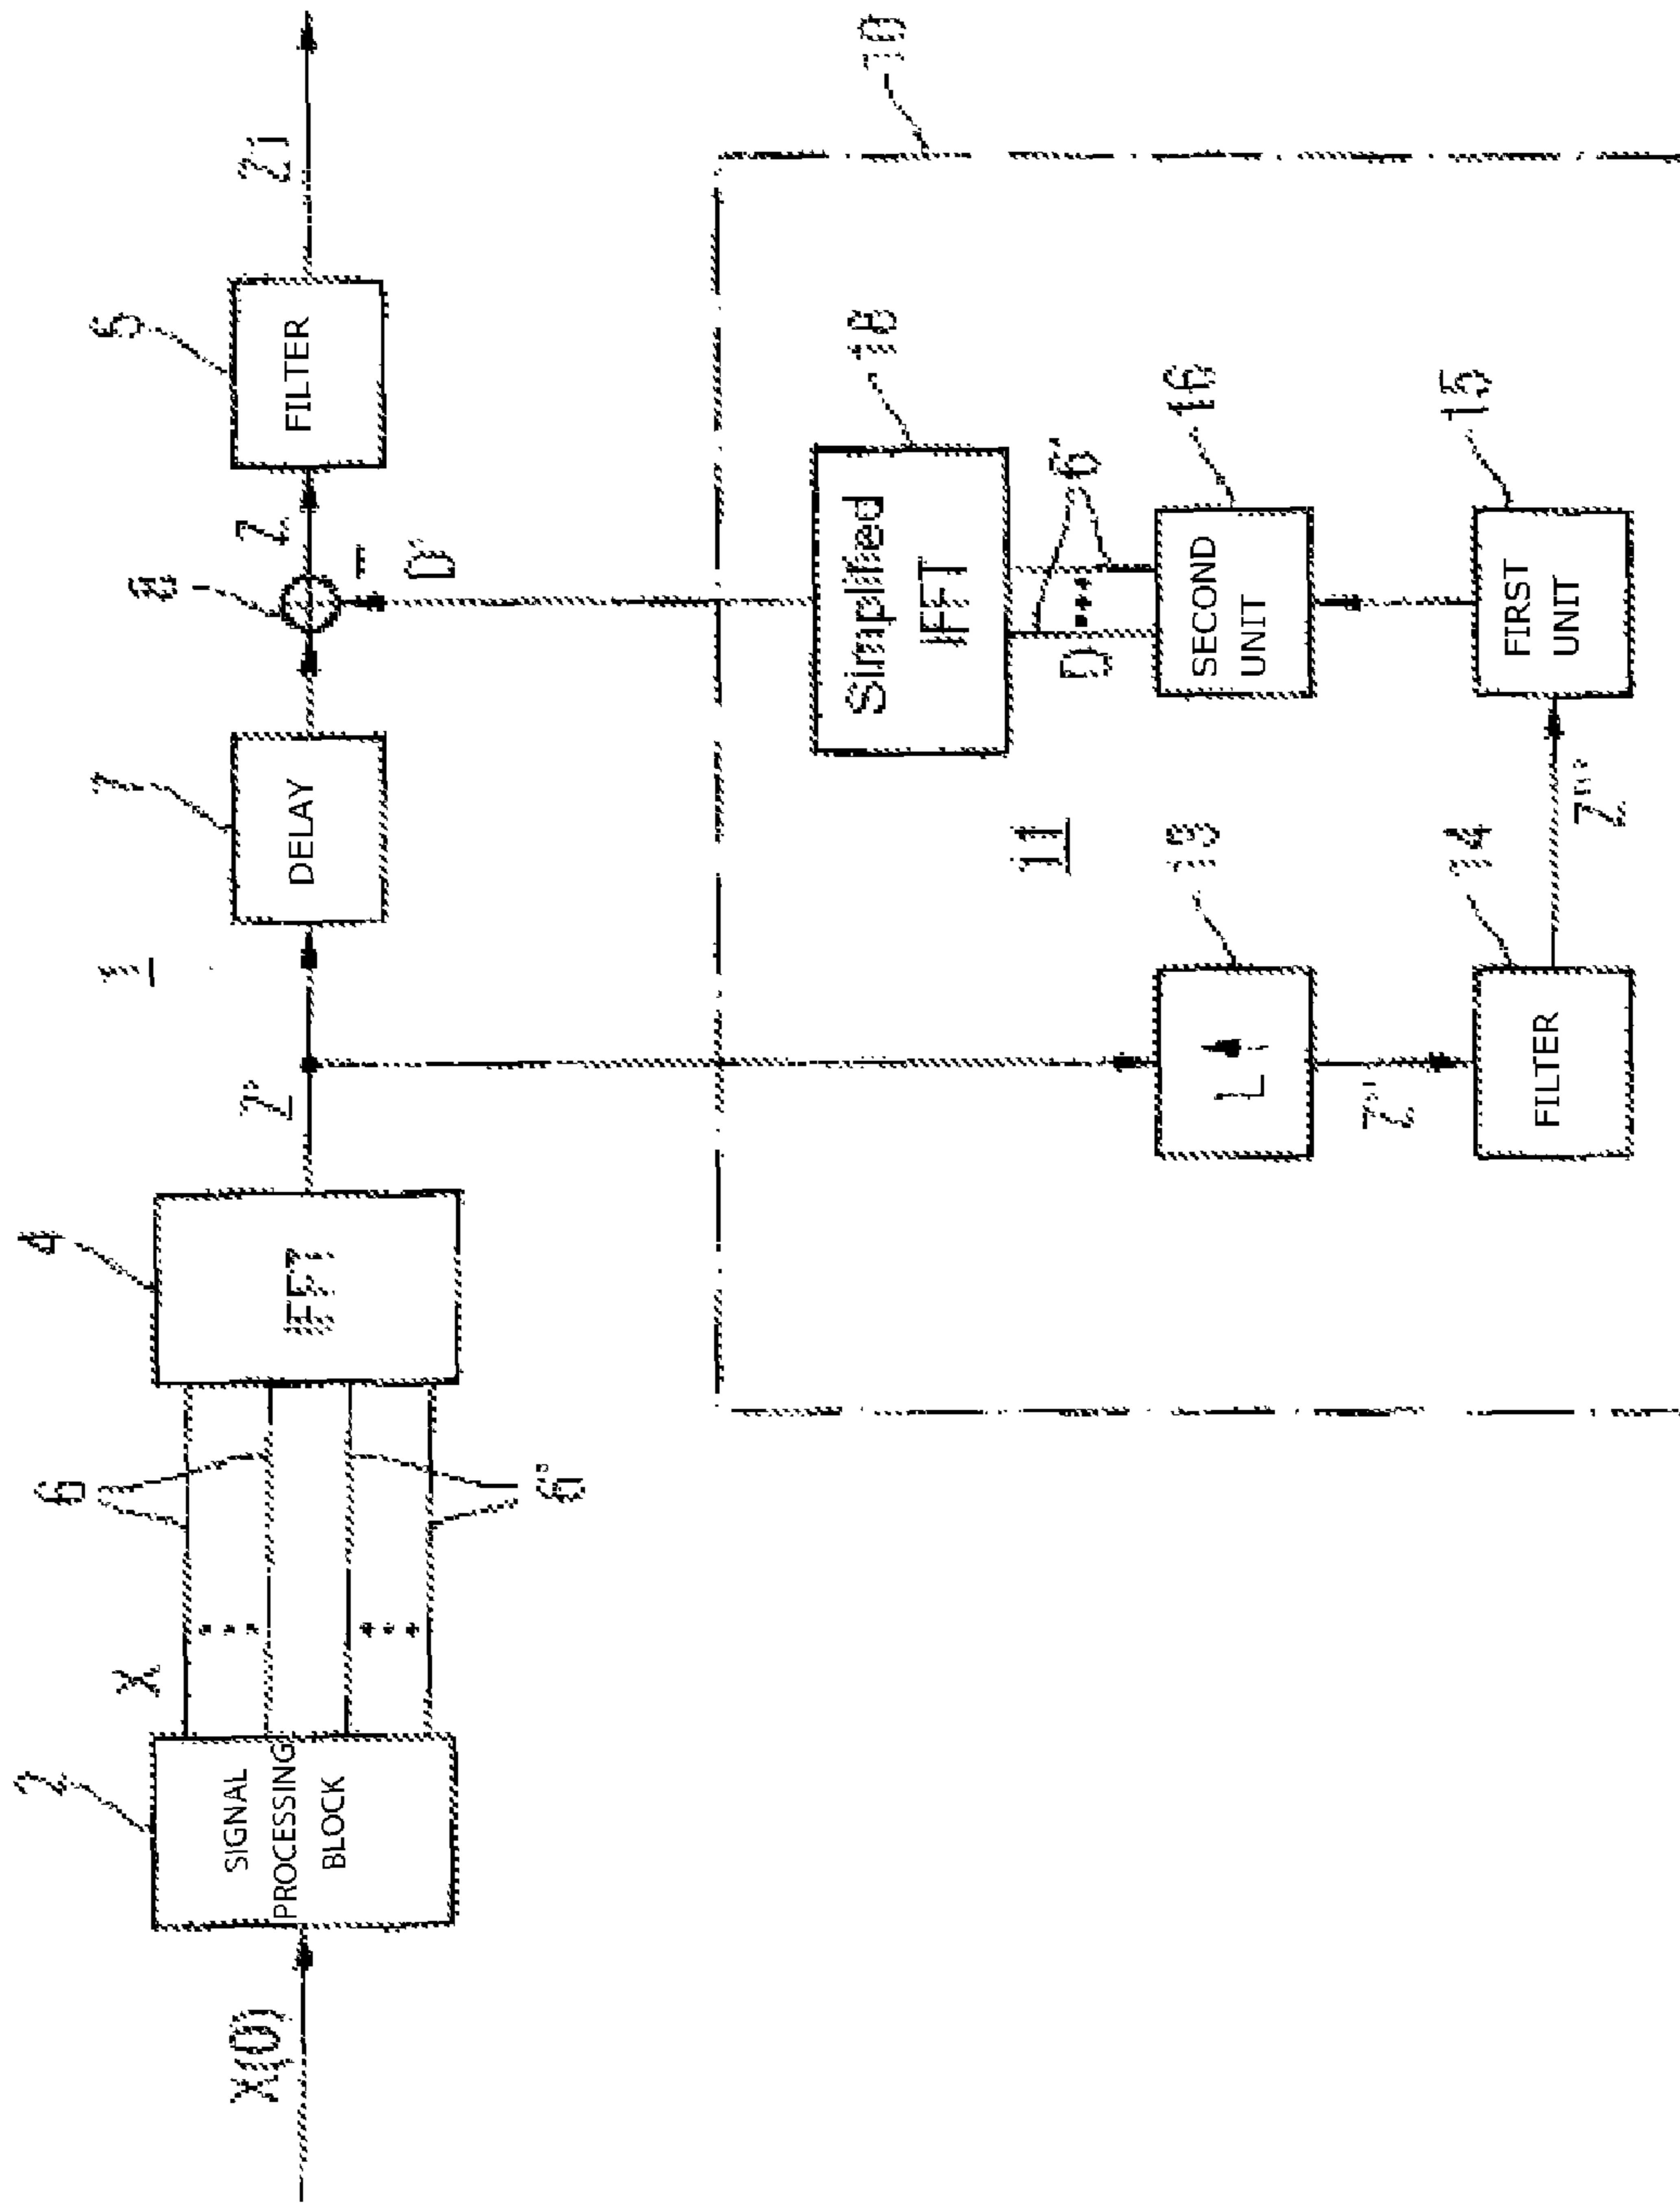 X(0)
2
SIGNAL
PROCESSING
BLOCK
X
6
6'
4
IFFT
Z'
1
7
DELAY
8
Z
–
D'
5
FILTER
Z1
10
11
13
L
Z"
14
FILTER
Z'''
15
FIRST
UNIT
16
SECOND
UNIT
D
6'
18
Simplified
IFFT